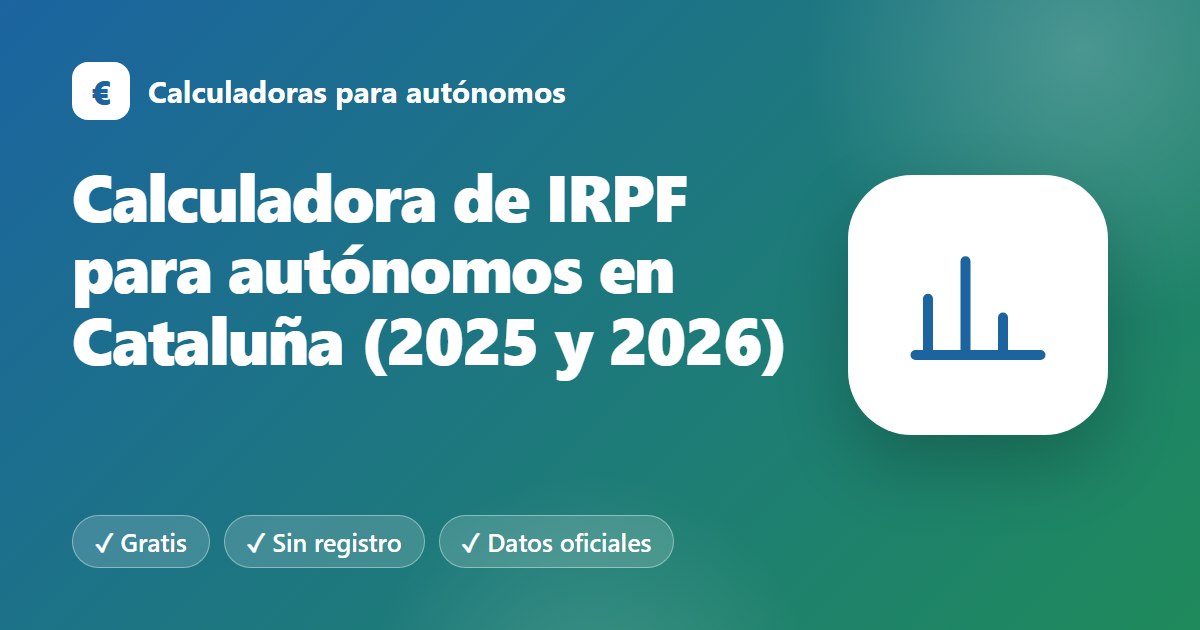 €
Calculadoras para autónomos
Calculadora de IRPF
para autónomos en
Cataluña (2025 y 2026)
✓ Gratis
✓ Sin registro
✓ Datos oficiales